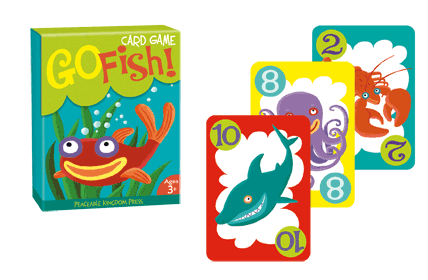 CARD GAME
GO FISH!
Ages
3+
PEACEABLE KINGDOM PRESS
10
10
8
8
2
2